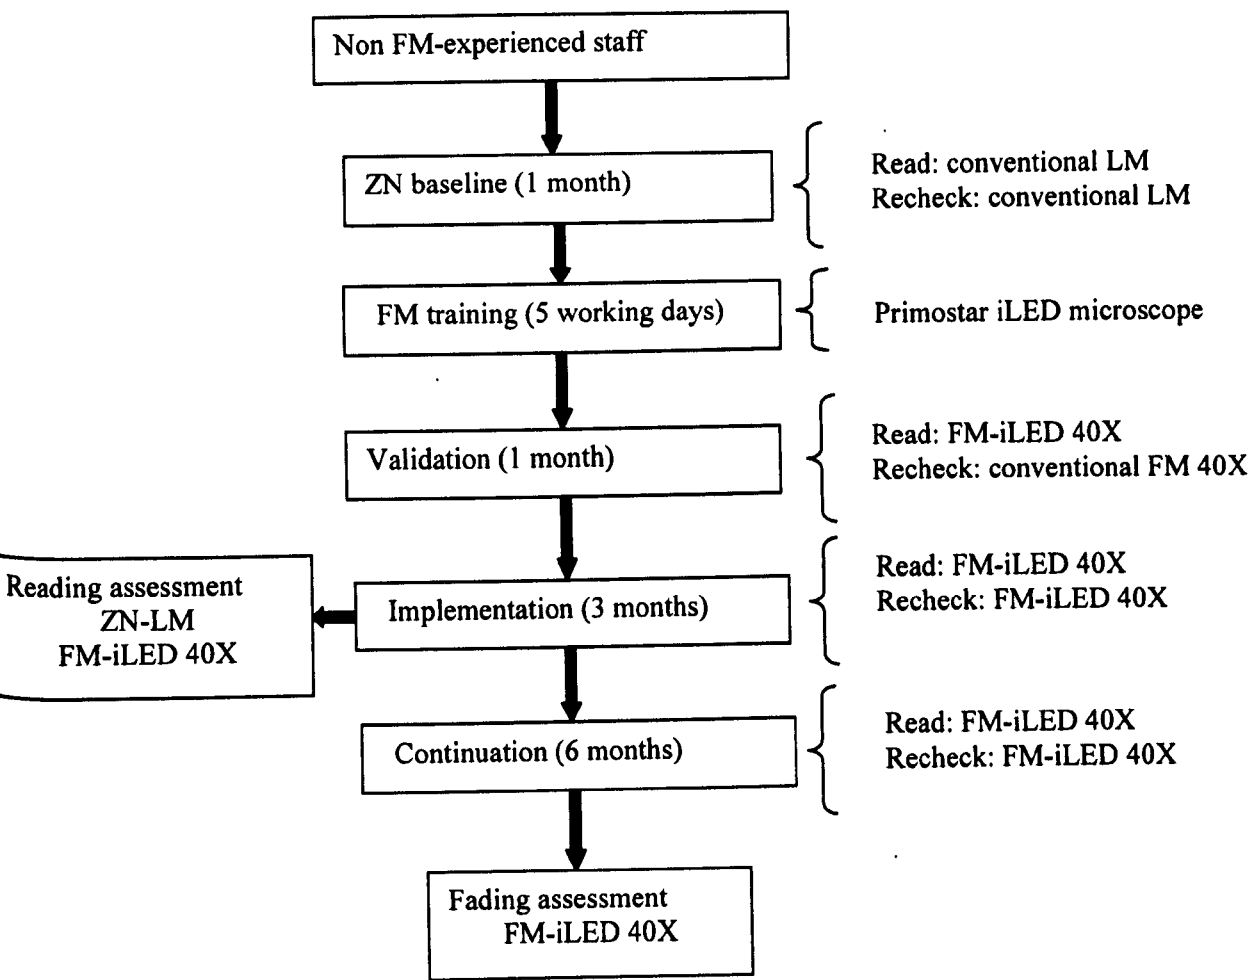 Non FM-experienced staff
ZN baseline (1 month)
Read: conventional LM
Recheck: conventional LM
FM training (5 working days)
Primostar iLED microscope
Validation (1 month)
Read: FM-iLED 40X
Recheck: conventional FM 40X
Reading assessment
ZN-LM
FM-iLED 40X
Implementation (3 months)
Read: FM-iLED 40X
Recheck: FM-iLED 40X
Continuation (6 months)
Read: FM-iLED 40X
Recheck: FM-iLED 40X
Fading assessment
FM-iLED 40X